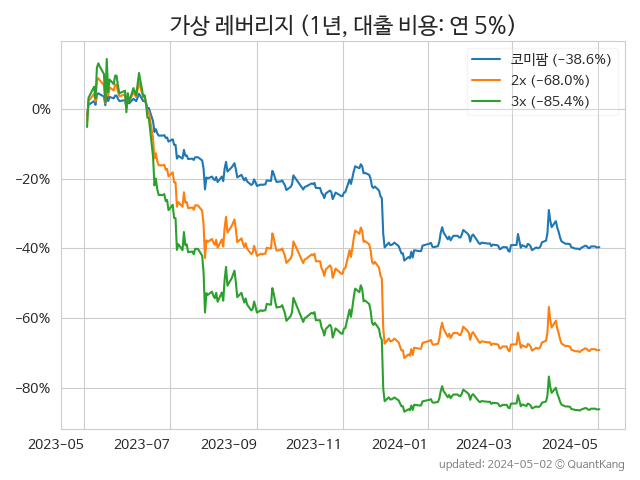 가상 레버리지 (1년, 대출 비용: 연 5%)
코미팜 (−38.6%)
2x (−68.0%)
3x (−85.4%)
0%
−20%
−40%
−60%
−80%
2023-05 2023-07 2023-09 2023-11 2024-01 2024-03 2024-05
updated: 2024-05-02 © QuantKang